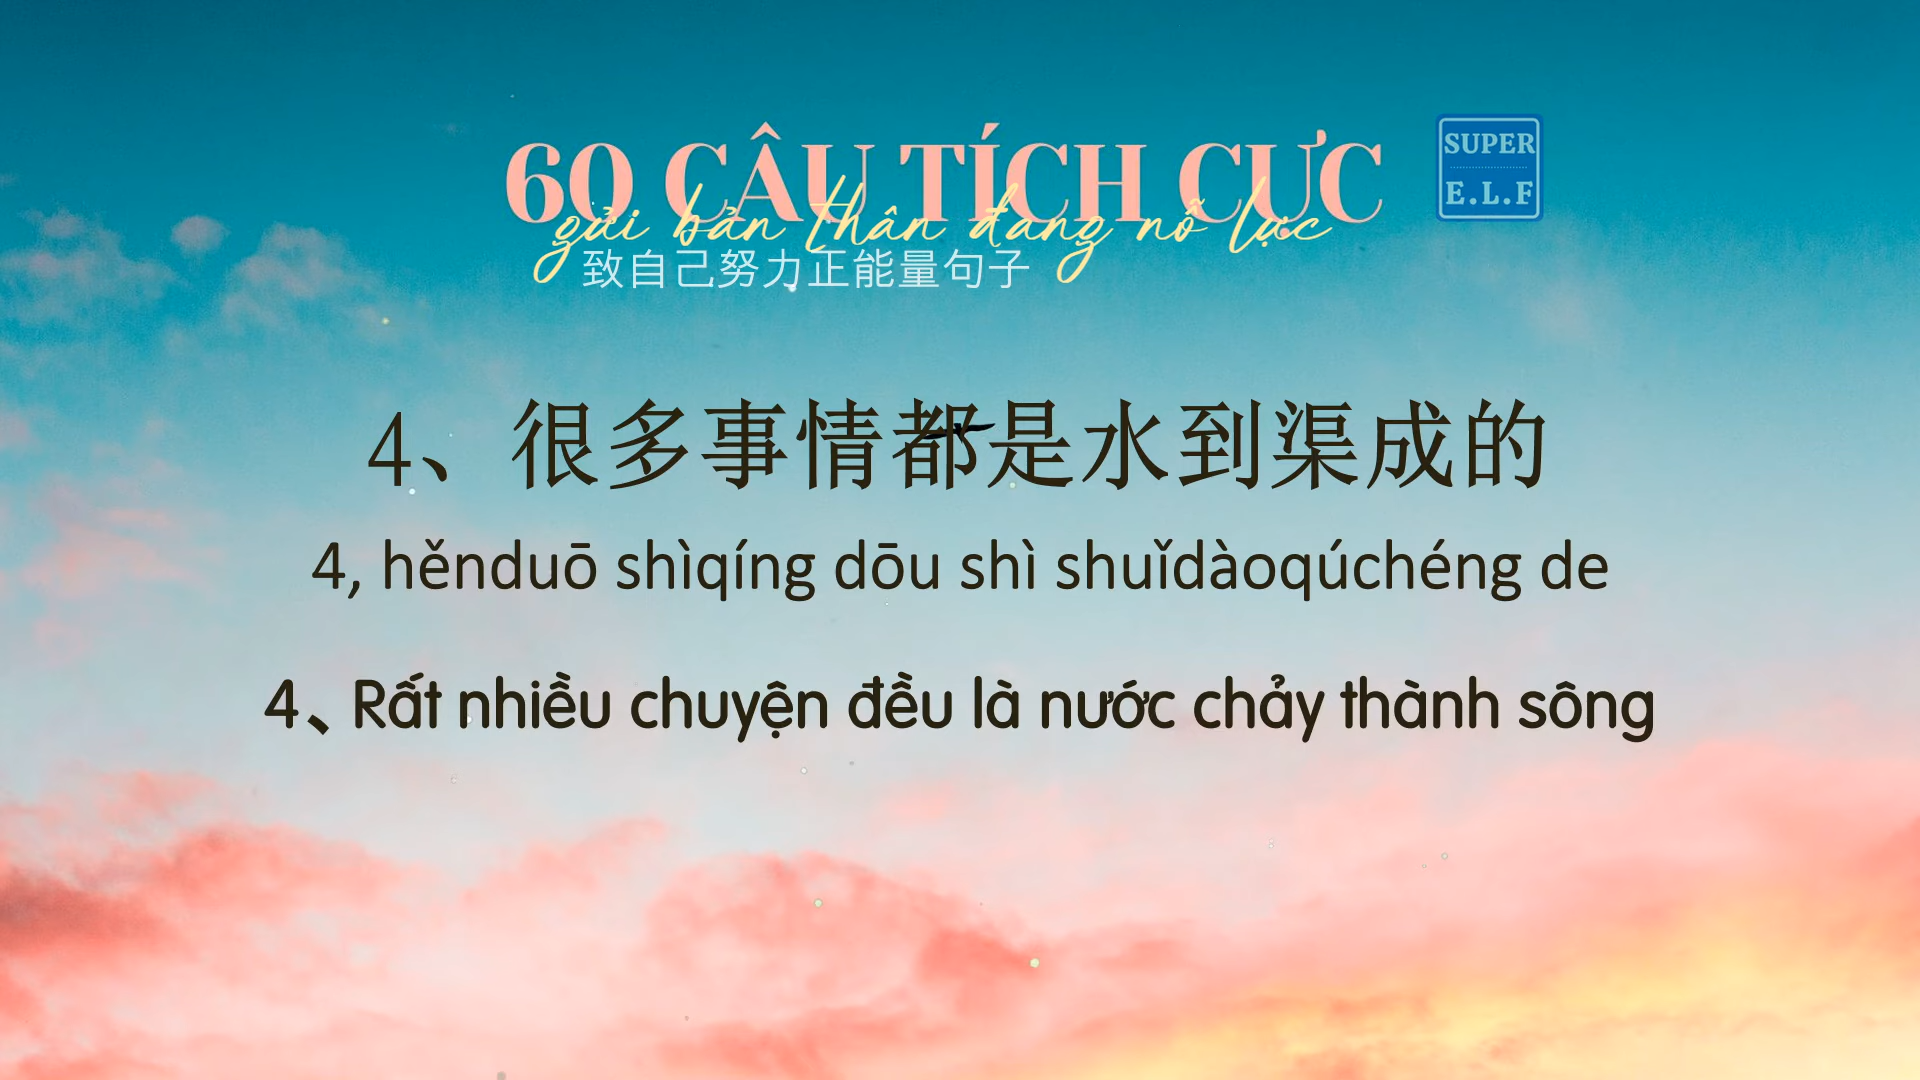 60 CÂU TÍCH CỰC
gửi bản thân đang nỗ lực
致自己努力正能量句子
SUPER
E.L.F
4、很多事情都是水到渠成的
4, hěnduō shìqíng dōu shì shuǐdàoqúchéng de
4、Rất nhiều chuyện đều là nước chảy thành sông